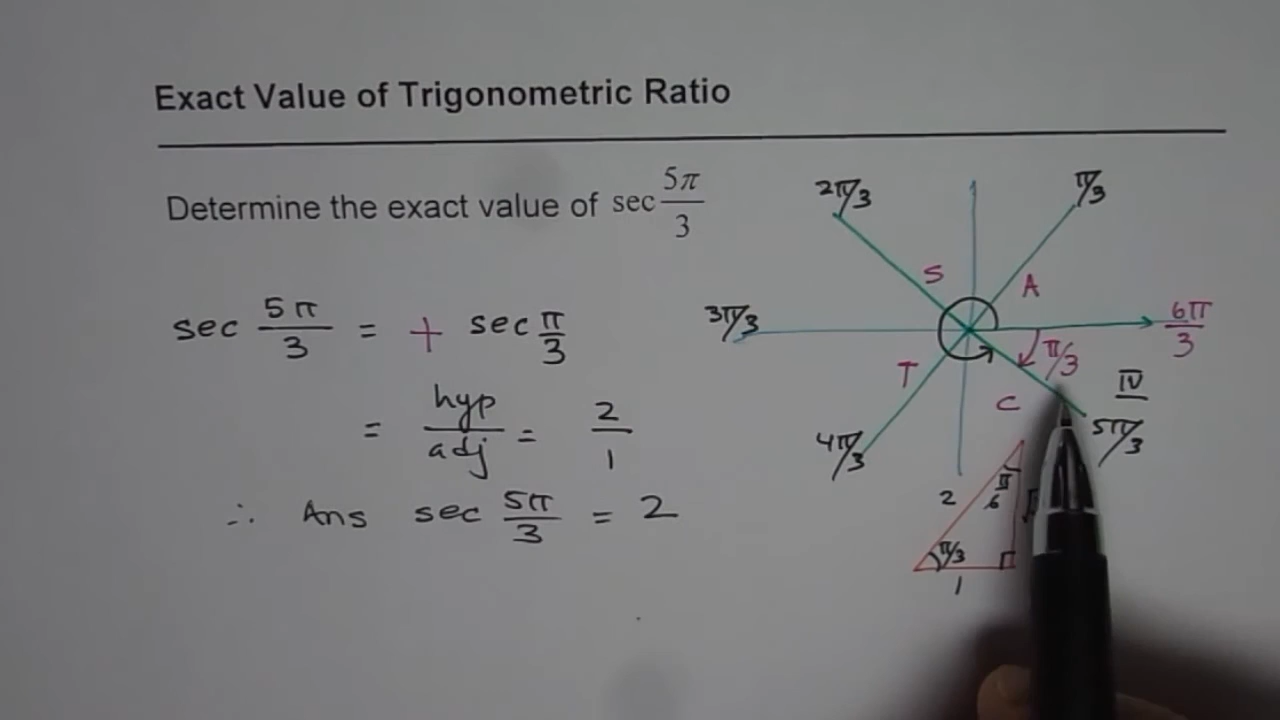 Exact Value of Trigonometric Ratio
Determine the exact value of sec 5π/3
sec 5π/3 = + sec π/3
= hyp/adj = 2/1
∴ Ans sec 5π/3 = 2
2π/3
π/3
S
A
3π/3
6π/3
T
π/3
C
IV
4π/3
5π/3
2
π/6
π/3
1